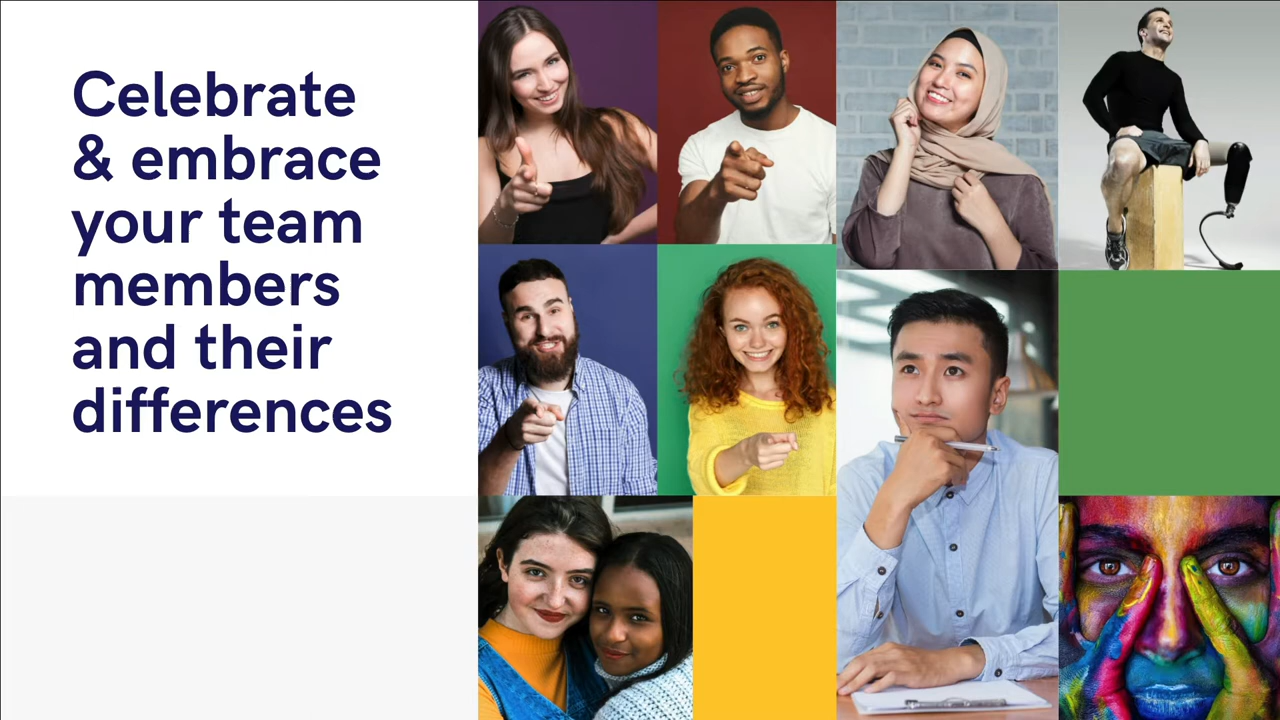 Celebrate
& embrace
your team
members
and their
differences